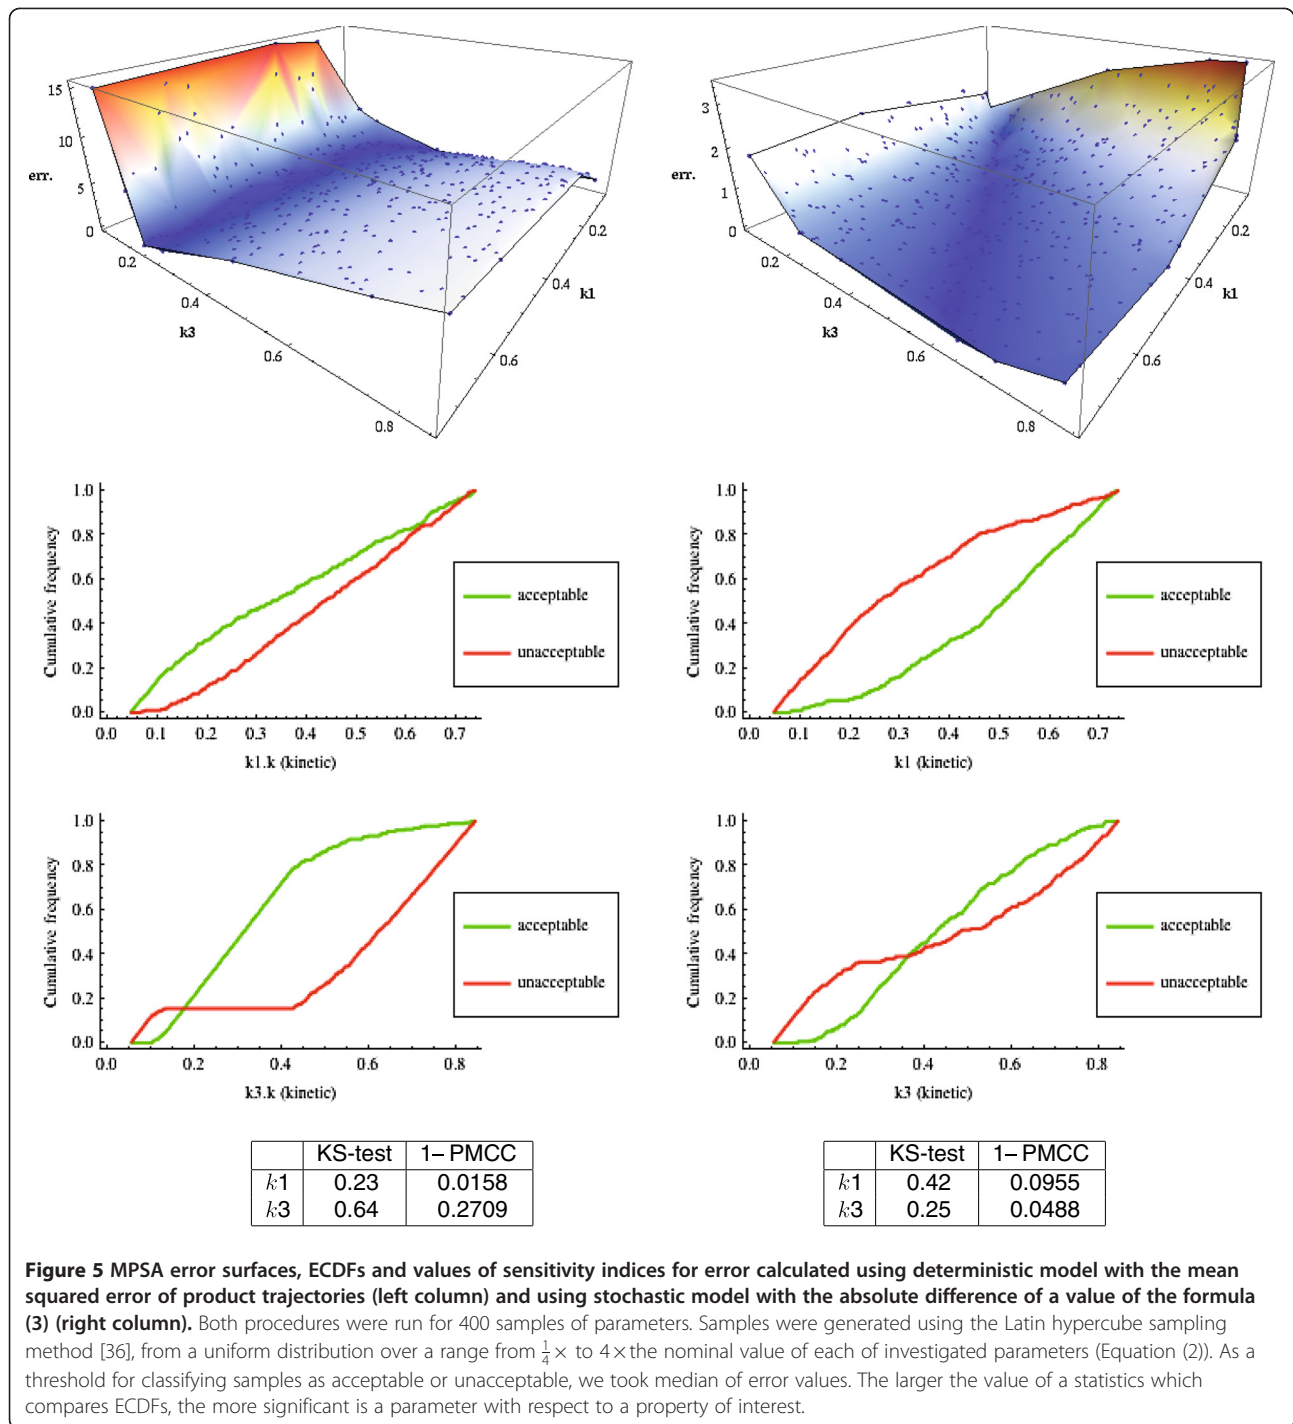 15
10
err.
5
0
0.2
0.4
k3
0.6
0.8
0.2
0.4
k1
0.6
3
2
err.
1
0
0.2
0.4
k3
0.6
0.8
0.2
0.4
k1
0.6
1.0
0.8
0.6
0.4
0.2
0.0
Cumulative frequency
acceptable
unacceptable
0.0 0.1 0.2 0.3 0.4 0.5 0.6 0.7
k1.k (kinetic)
1.0
0.8
0.6
0.4
0.2
0.0
Cumulative frequency
acceptable
unacceptable
0.0 0.1 0.2 0.3 0.4 0.5 0.6 0.7
k1 (kinetic)
1.0
0.8
0.6
0.4
0.2
0.0
Cumulative frequency
acceptable
unacceptable
0.0 0.2 0.4 0.6 0.8
k3.k (kinetic)
1.0
0.8
0.6
0.4
0.2
0.0
Cumulative frequency
acceptable
unacceptable
0.0 0.2 0.4 0.6 0.8
k3 (kinetic)
KS-test 1– PMCC
k1 0.23 0.0158
k3 0.64 0.2709
KS-test 1– PMCC
k1 0.42 0.0955
k3 0.25 0.0488
Figure 5 MPSA error surfaces, ECDFs and values of sensitivity indices for error calculated using deterministic model with the mean
squared error of product trajectories (left column) and using stochastic model with the absolute difference of a value of the formula
(3) (right column). Both procedures were run for 400 samples of parameters. Samples were generated using the Latin hypercube sampling
method [36], from a uniform distribution over a range from 1/4 × to 4 × the nominal value of each of investigated parameters (Equation (2)). As a
threshold for classifying samples as acceptable or unacceptable, we took median of error values. The larger the value of a statistics which
compares ECDFs, the more significant is a parameter with respect to a property of interest.